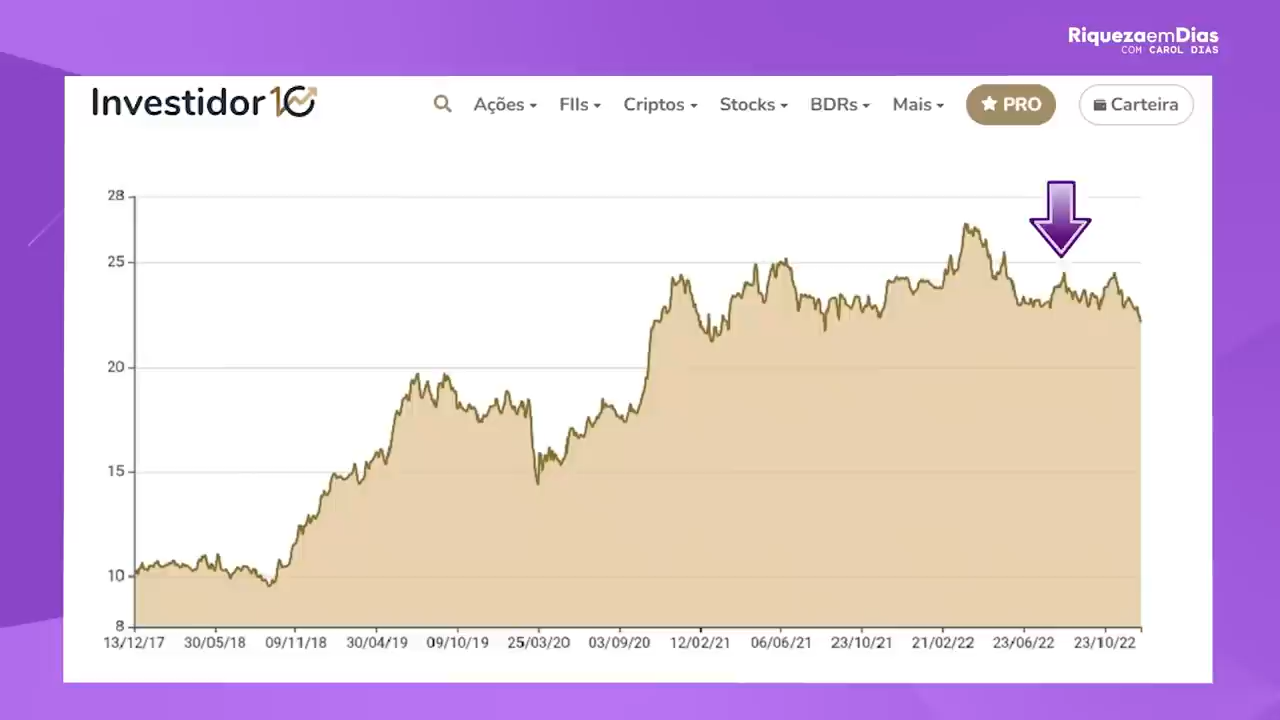 RiquezaemDias
COM CAROL DIAS
Investidor10
Ações
FIIs
Criptos
Stocks
BDRs
Mais
PRO
Carteira
28
25
20
15
10
8
13/12/17
30/05/18
09/11/18
30/04/19
09/10/19
25/03/20
03/09/20
12/02/21
06/06/21
23/10/21
21/02/22
23/06/22
23/10/22